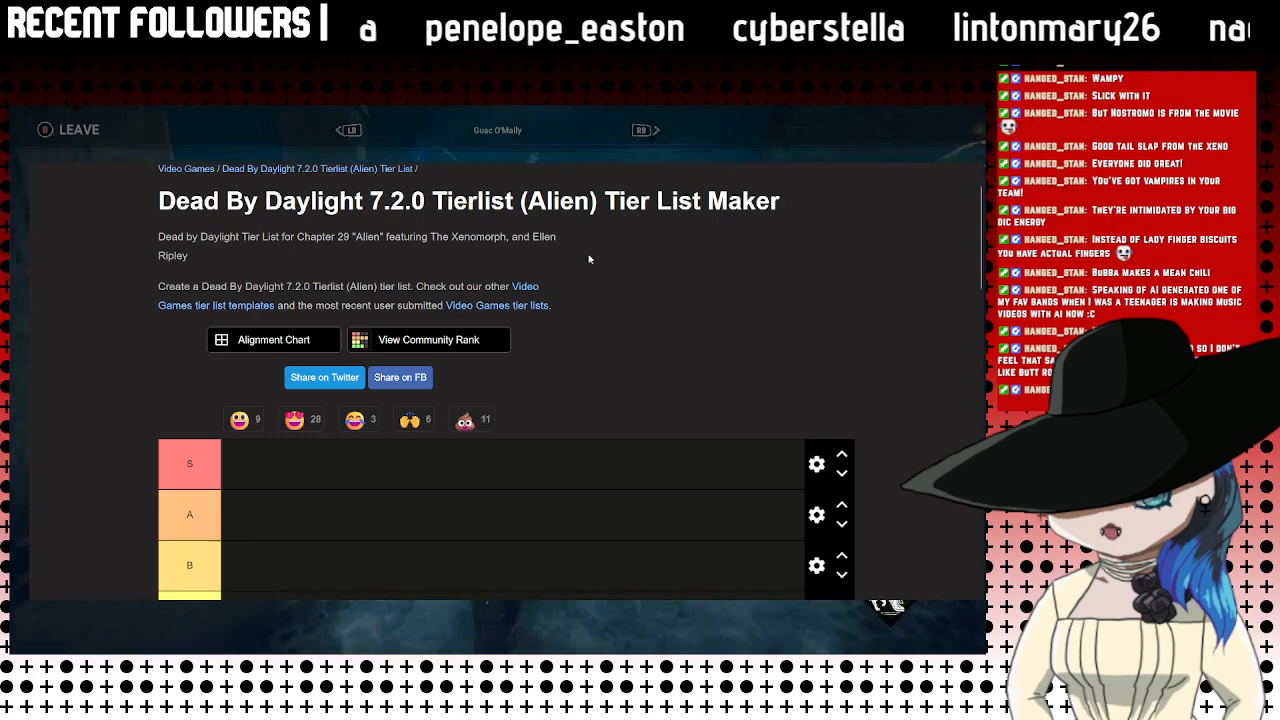 RECENT FOLLOWERS | a penelope_easton cyberstella lintonmary26
B LEAVE
LB
Guac O'Mally
RB
Video Games / Dead By Daylight 7.2.0 Tierlist (Alien) Tier List /
Dead By Daylight 7.2.0 Tierlist (Alien) Tier List Maker
Dead by Daylight Tier List for Chapter 29 "Alien" featuring The Xenomorph, and Ellen
Ripley
Create a Dead By Daylight 7.2.0 Tierlist (Alien) tier list. Check out our other Video
Games tier list templates and the most recent user submitted Video Games tier lists.
Alignment Chart
View Community Rank
Share on Twitter
Share on FB
9 28 3 6 11
S
A
B
HANGED_STAN: WAMPY
HANGED_STAN: SLICK WITH IT
HANGED_STAN: BUT NOSTROMO IS FROM THE MOVIE
HANGED_STAN: GOOD TAIL SLAP FROM THE XENO
HANGED_STAN: EVERYONE DID GREAT!
HANGED_STAN: YOU'VE GOT VAMPIRES IN YOUR
TEAM!
HANGED_STAN: THEY'RE INTIMIDATED BY YOUR BIG
DIC ENERGY
HANGED_STAN: INSTEAD OF LADY FINGER BISCUITS
YOU HAVE ACTUAL FINGERS
HANGED_STAN: BUBBA MAKES A MEAN CHILI
HANGED_STAN: SPEAKING OF AI GENERATED ONE OF
MY FAV BANDS WHEN I WAS A TEENAGER IS MAKING MUSIC
VIDEOS WITH AI NOW :C
SO I DON'T
LIKE BUTT